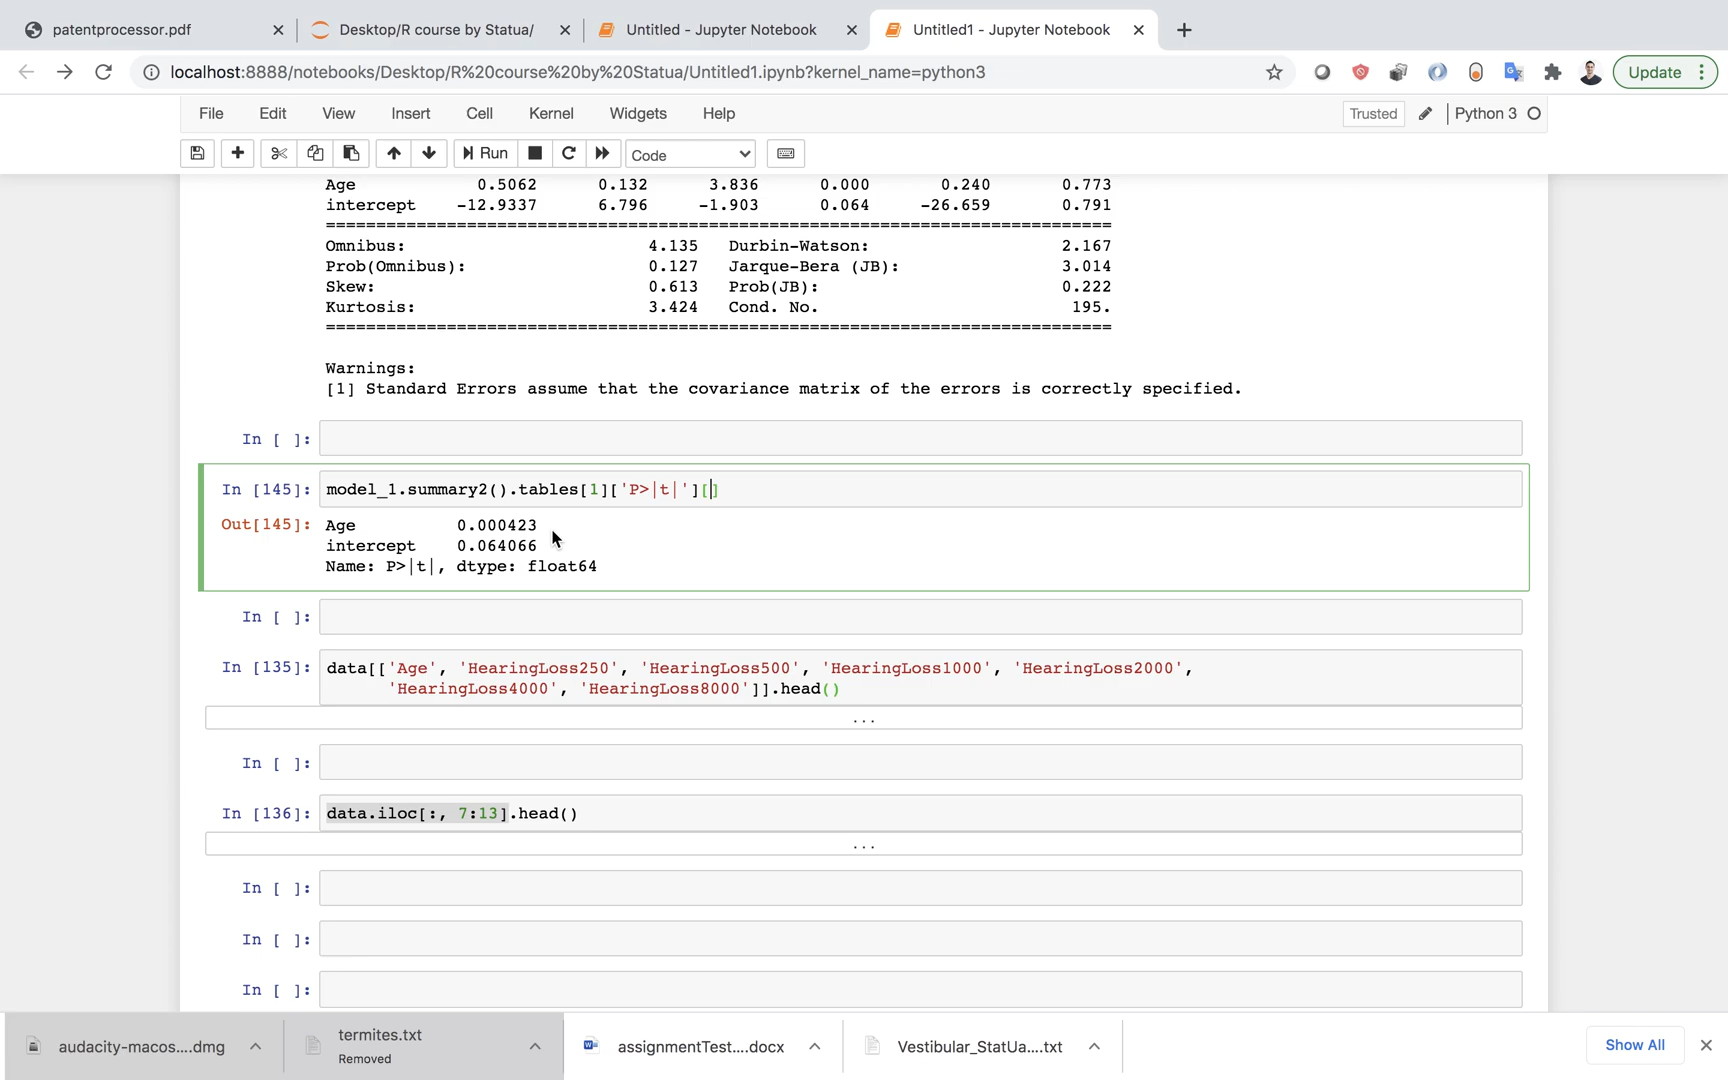 patentprocessor.pdf
Desktop/R course by Statua/
Untitled - Jupyter Notebook
Untitled1 - Jupyter Notebook
localhost:8888/notebooks/Desktop/R%20course%20by%20Statua/Untitled1.ipynb?kernel_name=python3
Update
File Edit View Insert Cell Kernel Widgets Help
Trusted
Python 3
Run
Code
Age 0.5062 0.132 3.836 0.000 0.240 0.773
intercept -12.9337 6.796 -1.903 0.064 -26.659 0.791
==============================================================================
Omnibus: 4.135 Durbin-Watson: 2.167
Prob(Omnibus): 0.127 Jarque-Bera (JB): 3.014
Skew: 0.613 Prob(JB): 0.222
Kurtosis: 3.424 Cond. No. 195.
==============================================================================
Warnings:
[1] Standard Errors assume that the covariance matrix of the errors is correctly specified.
In [ ]:
In [145]: model_1.summary2().tables[1]['P>|t|'][]
Out[145]: Age 0.000423
intercept 0.064066
Name: P>|t|, dtype: float64
In [ ]:
In [135]: data[['Age', 'HearingLoss250', 'HearingLoss500', 'HearingLoss1000', 'HearingLoss2000',
'HearingLoss4000', 'HearingLoss8000']].head()
...
In [ ]:
In [136]: data.iloc[:, 7:13].head()
...
In [ ]:
In [ ]:
In [ ]:
audacity-macos....dmg
termites.txt
Removed
assignmentTest....docx
Vestibular_StatUa....txt
Show All